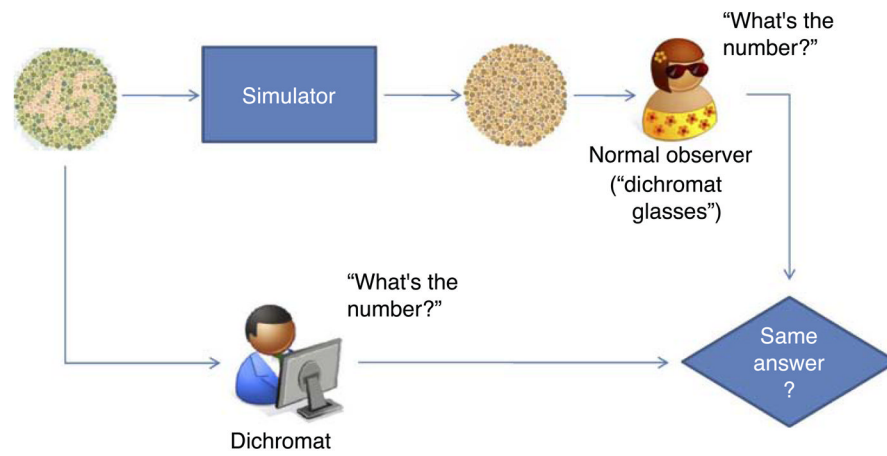 45
Simulator
“What's the
number?”
Normal observer
(“dichromat
glasses”)
“What's the
number?”
Dichromat
Same
answer
?